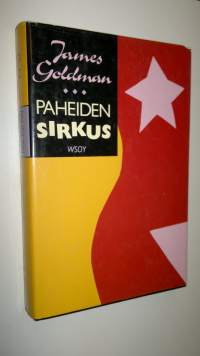 James
Goldman
PAHEIDEN
SIRKUS
WSOY